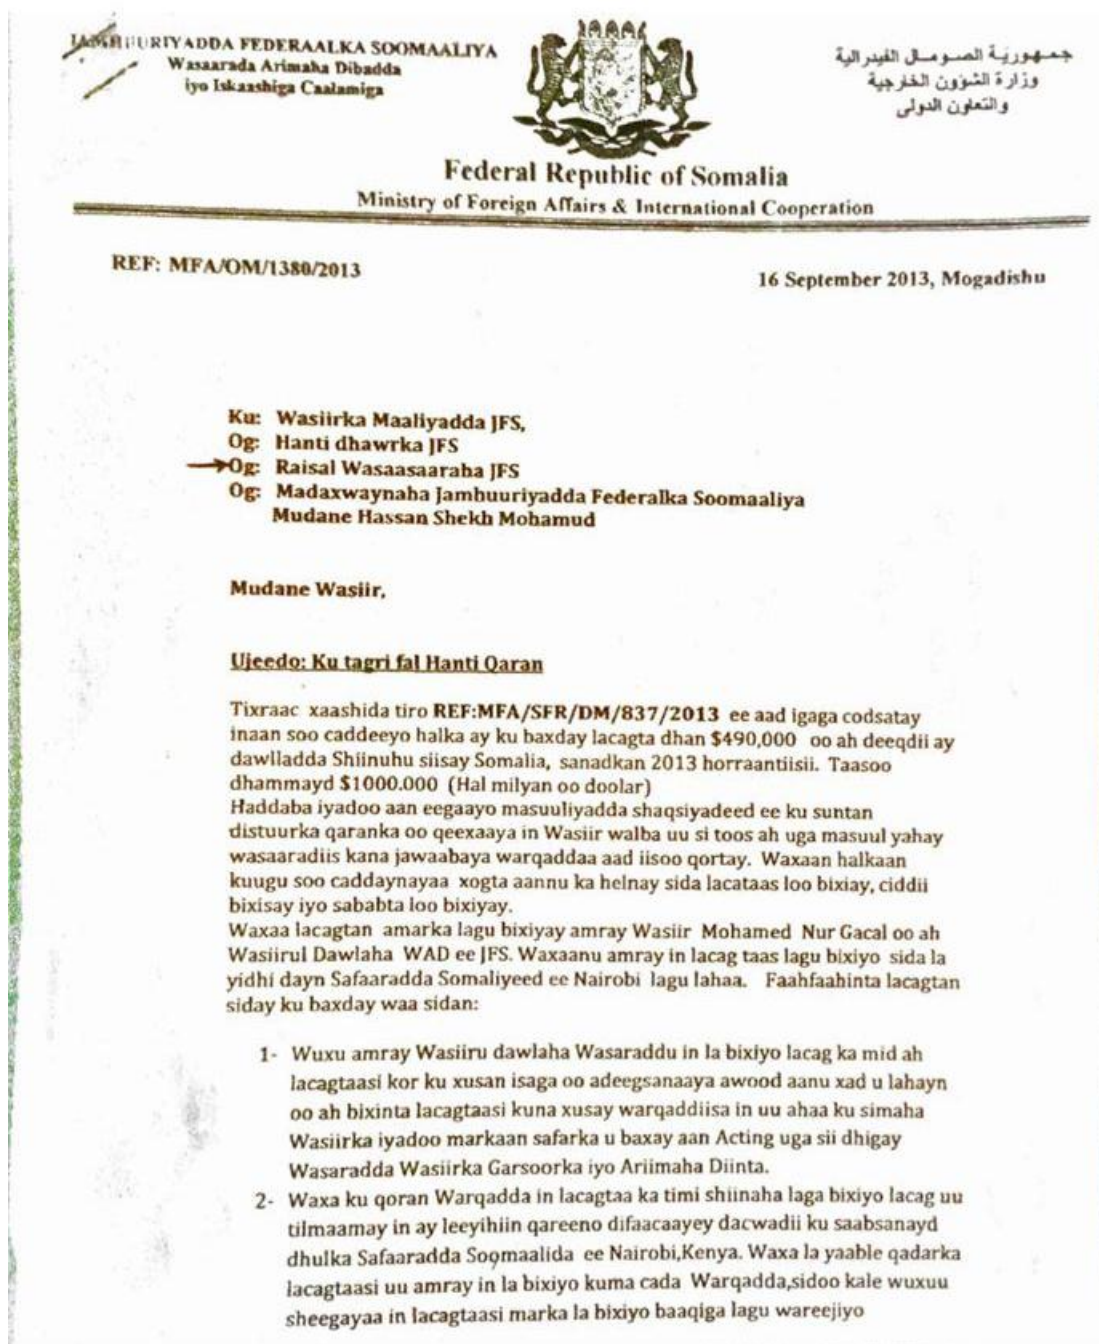 JAMHUURIYADDA FEDERAALKA SOOMAALIYA
Wasaarada Arimaha Dibadda
iyo Iskaashiga Caalamiga
جمهورية الصومال الفيدرالية
وزارة الشؤون الخارجية
والتعاون الدولى
Federal Republic of Somalia
Ministry of Foreign Affairs & International Cooperation
REF: MFA/OM/1380/2013
16 September 2013, Mogadishu
Ku: Wasiirka Maaliyadda JFS,
Og: Hanti dhawrka JFS
Og: Raisal Wasaasaaraha JFS
Og: Madaxwaynaha Jambuuriyadda Federalka Soomaaliya
Mudane Hassan Shekh Mohamud
Mudane Wasiir,
Ujeedo: Ku tagri fal Hanti Qaran
Tixraac xaashida tiro REF:MFA/SFR/DM/837/2013 ee aad igaga codsatay
inaan soo caddeeyo halka ay ku baxday lacagta dhan $490,000 oo ah deeqdii ay
dawlladda Shiinuhu siisay Somalia, sanadkan 2013 horraantiisii. Taasoo
dhammayd $1000.000 (Hal milyan oo doolar)
Haddaba iyadoo aan eegaayo masuuliyadda shaqsiyadeed ee ku suntan
distuurka qaranka oo qeexaaya in Wasiir walba uu si toos ah uga masuul yahay
wasaaradiis kana jawaabaya warqaddaa aad iisoo qortay. Waxaan halkaan
kuugu soo caddaynayaa xogta aannu ka helnay sida lacataas loo bixiay, ciddii
bixisay iyo sababta loo bixiyay.
Waxaa lacagtan amarka lagu bixiyay amray Wasiir Mohamed Nur Gacal oo ah
Wasiirul Dawlaha WAD ee JFS. Waxaanu amray in lacag taas lagu bixiyo sida la
yidhi dayn Safaaradda Somaliyeed ee Nairobi lagu lahaa. Faahfaahinta lacagtan
siday ku baxday waa sidan:
1- Wuxu amray Wasiiru dawlaha Wasaraddu in la bixiyo lacag ka mid ah
lacagtaasi kor ku xusan isaga oo adeegsanaaya awood aanu xad u lahayn
oo ah bixinta lacagtaasi kuna xusay warqaddiisa in uu ahaa ku simaha
Wasiirka iyadoo markaan safarka u baxay aan Acting uga sii dhigay
Wasaradda Wasiirka Garsoorka iyo Ariimaha Diinta.
2- Waxa ku qoran Warqadda in lacagtaa ka timi shiinaha laga bixiyo lacag uu
tilmaamay in ay leeyihiin qareeno difaacaayey dacwadii ku saabsanayd
dhulka Safaaradda Soomaalida ee Nairobi,Kenya. Waxa la yaable qadarka
lacagtaasi uu amray in la bixiyo kuma cada Warqadda,sidoo kale wuxuu
sheegayaa in lacagtaasi marka la bixiyo baaqiga lagu wareejiyo